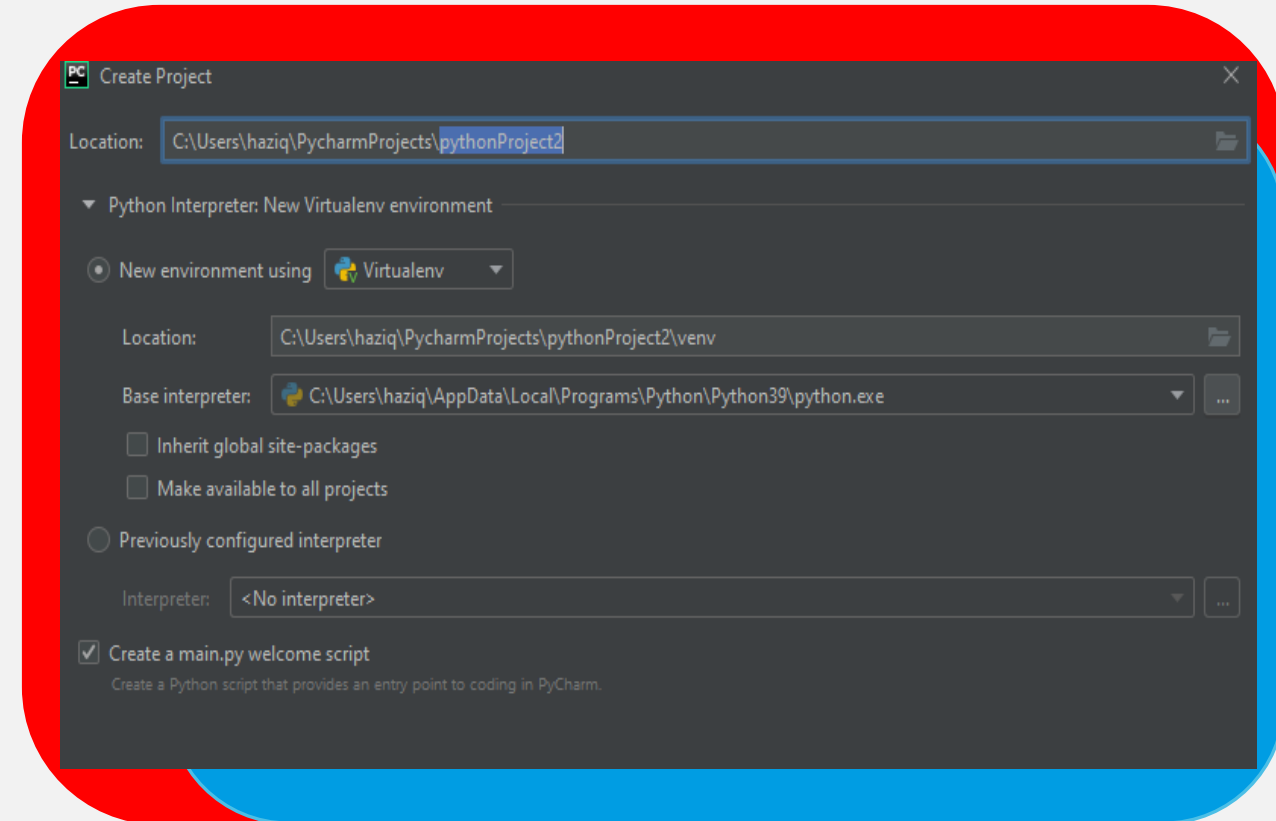 PC Create Project
Location: C:\Users\haziq\PycharmProjects\pythonProject2
Python Interpreter: New Virtualenv environment
New environment using Virtualenv
Location: C:\Users\haziq\PycharmProjects\pythonProject2\venv
Base interpreter: C:\Users\haziq\AppData\Local\Programs\Python\Python39\python.exe ...
Inherit global site-packages
Make available to all projects
Previously configured interpreter
Interpreter: <No interpreter> ...
Create a main.py welcome script
Create a Python script that provides an entry point to coding in PyCharm.